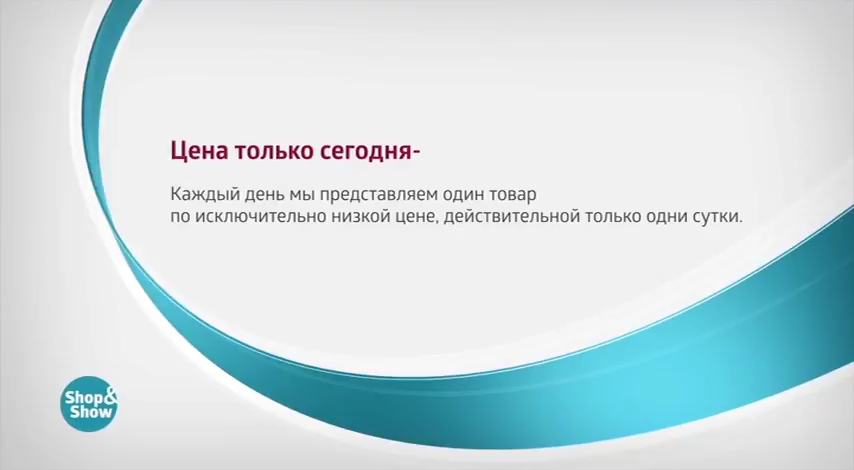 Цена только сегодня-
Каждый день мы представляем один товар
по исключительно низкой цене, действительной только одни сутки.
Shop&
Show